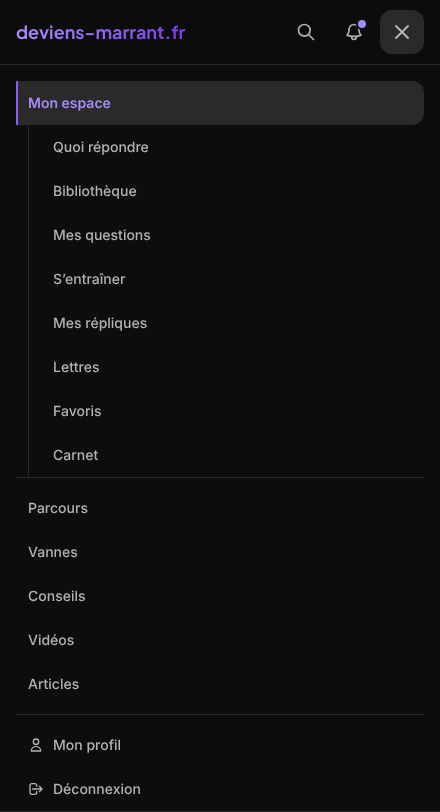 deviens-marrant.fr
Mon espace
Quoi répondre
Bibliothèque
Mes questions
S’entraîner
Mes répliques
Lettres
Favoris
Carnet
Parcours
Vannes
Conseils
Vidéos
Articles
Mon profil
Déconnexion